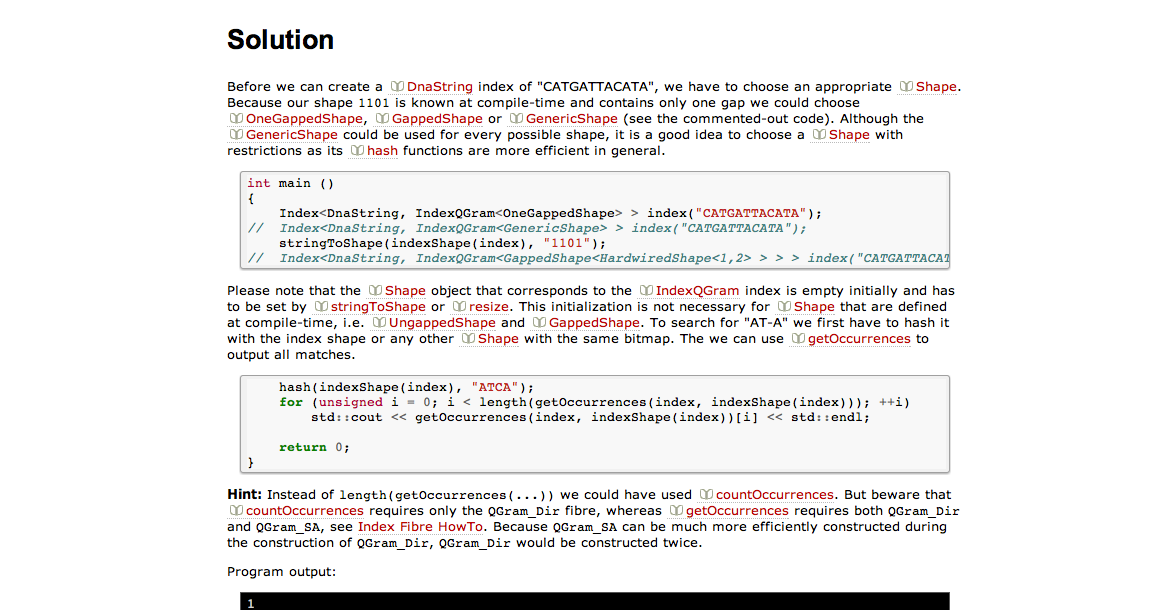 Solution
Before we can create a DnaString index of "CATGATTACATA", we have to choose an appropriate Shape.
Because our shape 1101 is known at compile-time and contains only one gap we could choose
OneGappedShape, GappedShape or GenericShape (see the commented-out code). Although the
GenericShape could be used for every possible shape, it is a good idea to choose a Shape with
restrictions as its hash functions are more efficient in general.
int main ()
{
    Index<DnaString, IndexQGram<OneGappedShape> > index("CATGATTACATA");
//  Index<DnaString, IndexQGram<GenericShape> > index("CATGATTACATA");
    stringToShape(indexShape(index), "1101");
//  Index<DnaString, IndexQGram<GappedShape<HardwiredShape<1,2> > > > index("CATGATTACAT
Please note that the Shape object that corresponds to the IndexQGram index is empty initially and has
to be set by stringToShape or resize. This initialization is not necessary for Shape that are defined
at compile-time, i.e. UngappedShape and GappedShape. To search for "AT-A" we first have to hash it
with the index shape or any other Shape with the same bitmap. The we can use getOccurrences to
output all matches.
    hash(indexShape(index), "ATCA");
    for (unsigned i = 0; i < length(getOccurrences(index, indexShape(index))); ++i)
        std::cout << getOccurrences(index, indexShape(index))[i] << std::endl;
    return 0;
}
Hint: Instead of length(getOccurrences(...)) we could have used countOccurrences. But beware that
countOccurrences requires only the QGram_Dir fibre, whereas getOccurrences requires both QGram_Dir
and QGram_SA, see Index Fibre HowTo. Because QGram_SA can be much more efficiently constructed during
the construction of QGram_Dir, QGram_Dir would be constructed twice.
Program output:
1